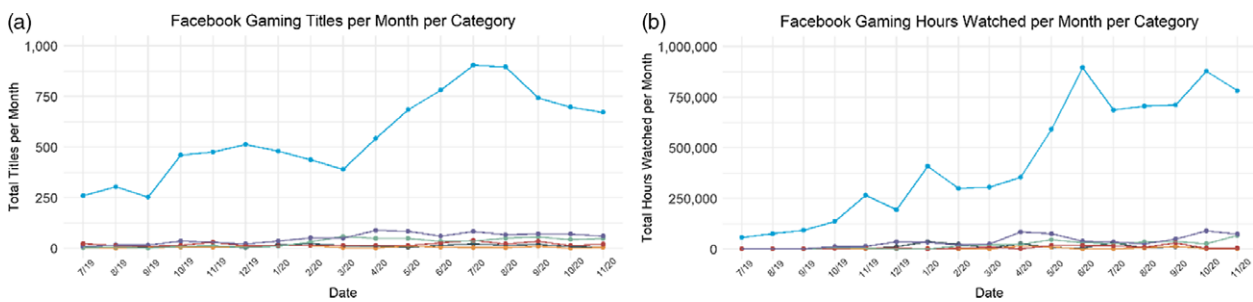 (a)
Facebook Gaming Titles per Month per Category
1,000
750
500
250
0
Total Titles per Month
7/19 8/19 9/19 10/19 11/19 12/19 1/20 2/20 3/20 4/20 5/20 6/20 7/20 8/20 9/20 10/20 11/20
Date
(b)
Facebook Gaming Hours Watched per Month per Category
1,000,000
750,000
500,000
250,000
0
Total Hours Watched per Month
7/19 8/19 9/19 10/19 11/19 12/19 1/20 2/20 3/20 4/20 5/20 6/20 7/20 8/20 9/20 10/20 11/20
Date